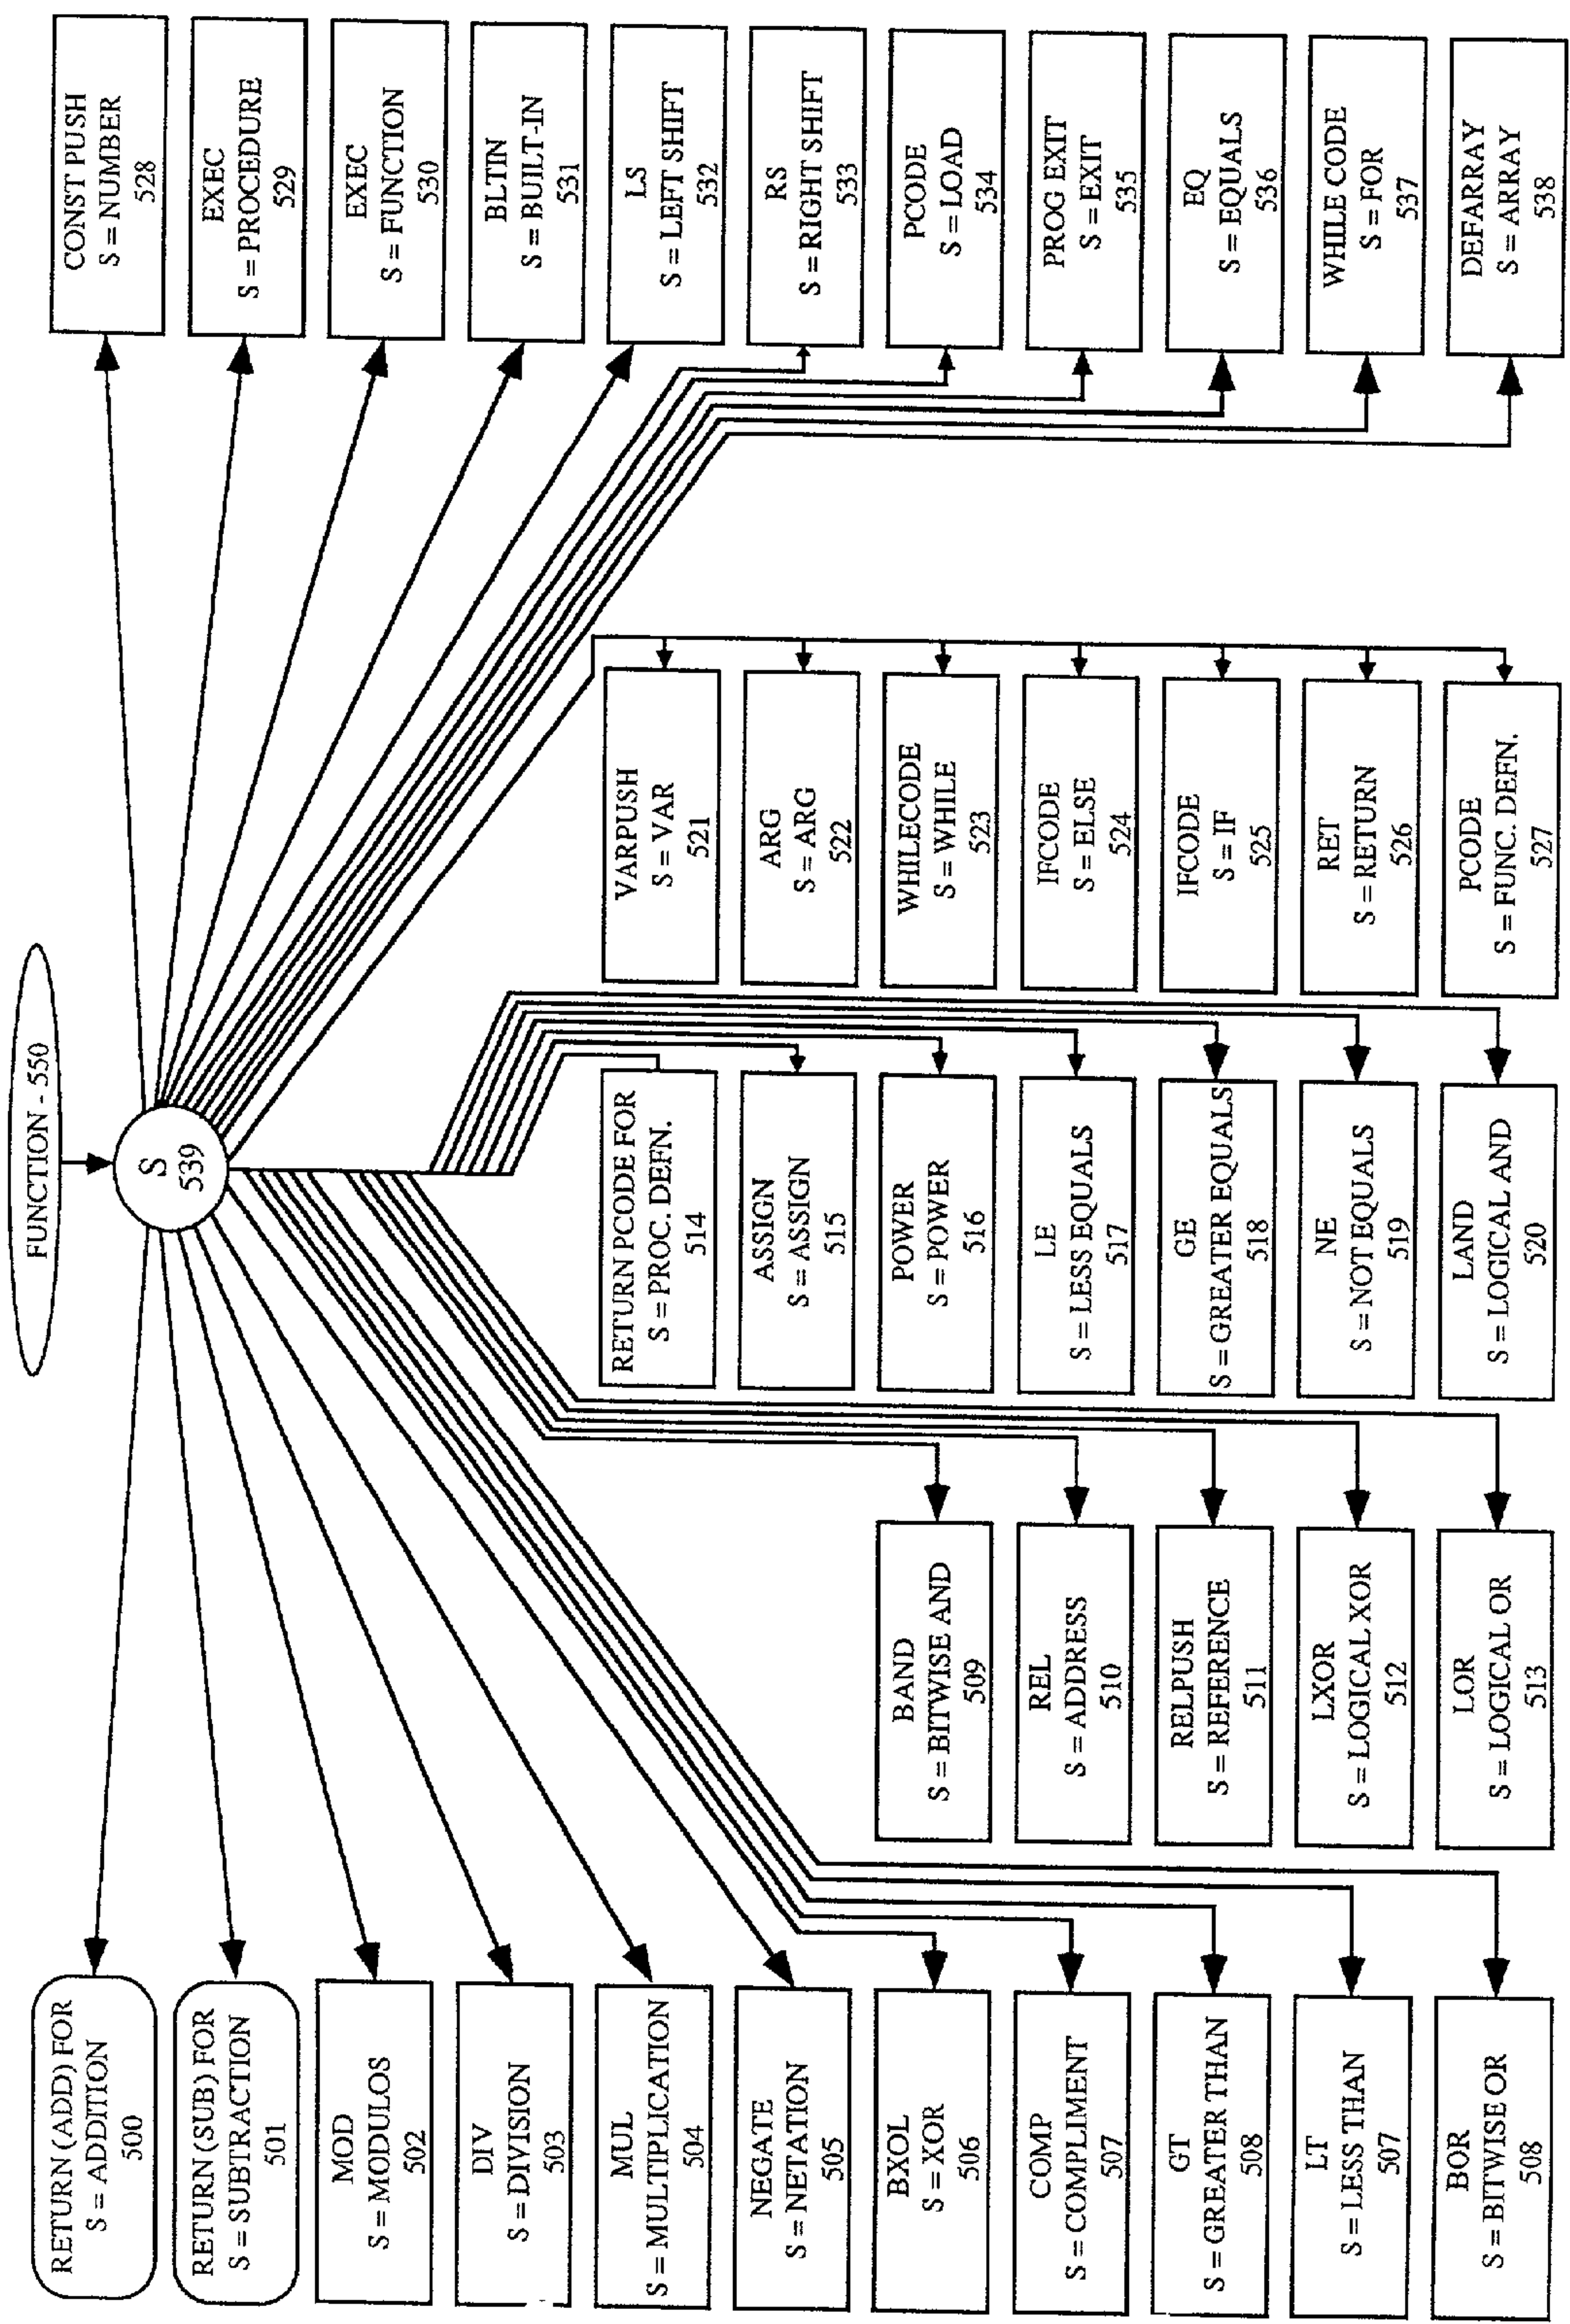 FUNCTION - 550
S
539
RETURN (ADD) FOR
S = ADDITION
500
RETURN (SUB) FOR
S = SUBTRACTION
501
MOD
S = MODULOS
502
DIV
S = DIVISION
503
MUL
S = MULTIPLICATION
504
NEGATE
S = NETATION
505
BXOL
S = XOR
506
COMP
S = COMPLIMENT
507
GT
S = GREATER THAN
508
LT
S = LESS THAN
507
BOR
S = BITWISE OR
508
BAND
S = BITWISE AND
509
REL
S = ADDRESS
510
RELPUSH
S = REFERENCE
511
LXOR
S = LOGICAL XOR
512
LOR
S = LOGICAL OR
513
RETURN PCODE FOR
S = PROC. DEFN.
514
ASSIGN
S = ASSIGN
515
POWER
S = POWER
516
LE
S = LESS EQUALS
517
GE
S = GREATER EQUALS
518
NE
S = NOT EQUALS
519
LAND
S = LOGICAL AND
520
VARPUSH
S = VAR
521
ARG
S = ARG
522
WHILECODE
S = WHILE
523
IFCODE
S = ELSE
524
IFCODE
S = IF
525
RET
S = RETURN
526
PCODE
S = FUNC. DEFN.
527
CONST PUSH
S = NUMBER
528
EXEC
S = PROCEDURE
529
EXEC
S = FUNCTION
530
BLTIN
S = BUILT-IN
531
LS
S = LEFT SHIFT
532
RS
S = RIGHT SHIFT
533
PCODE
S = LOAD
534
PROG EXIT
S = EXIT
535
EQ
S = EQUALS
536
WHILE CODE
S = FOR
537
DEFARRAY
S = ARRAY
538